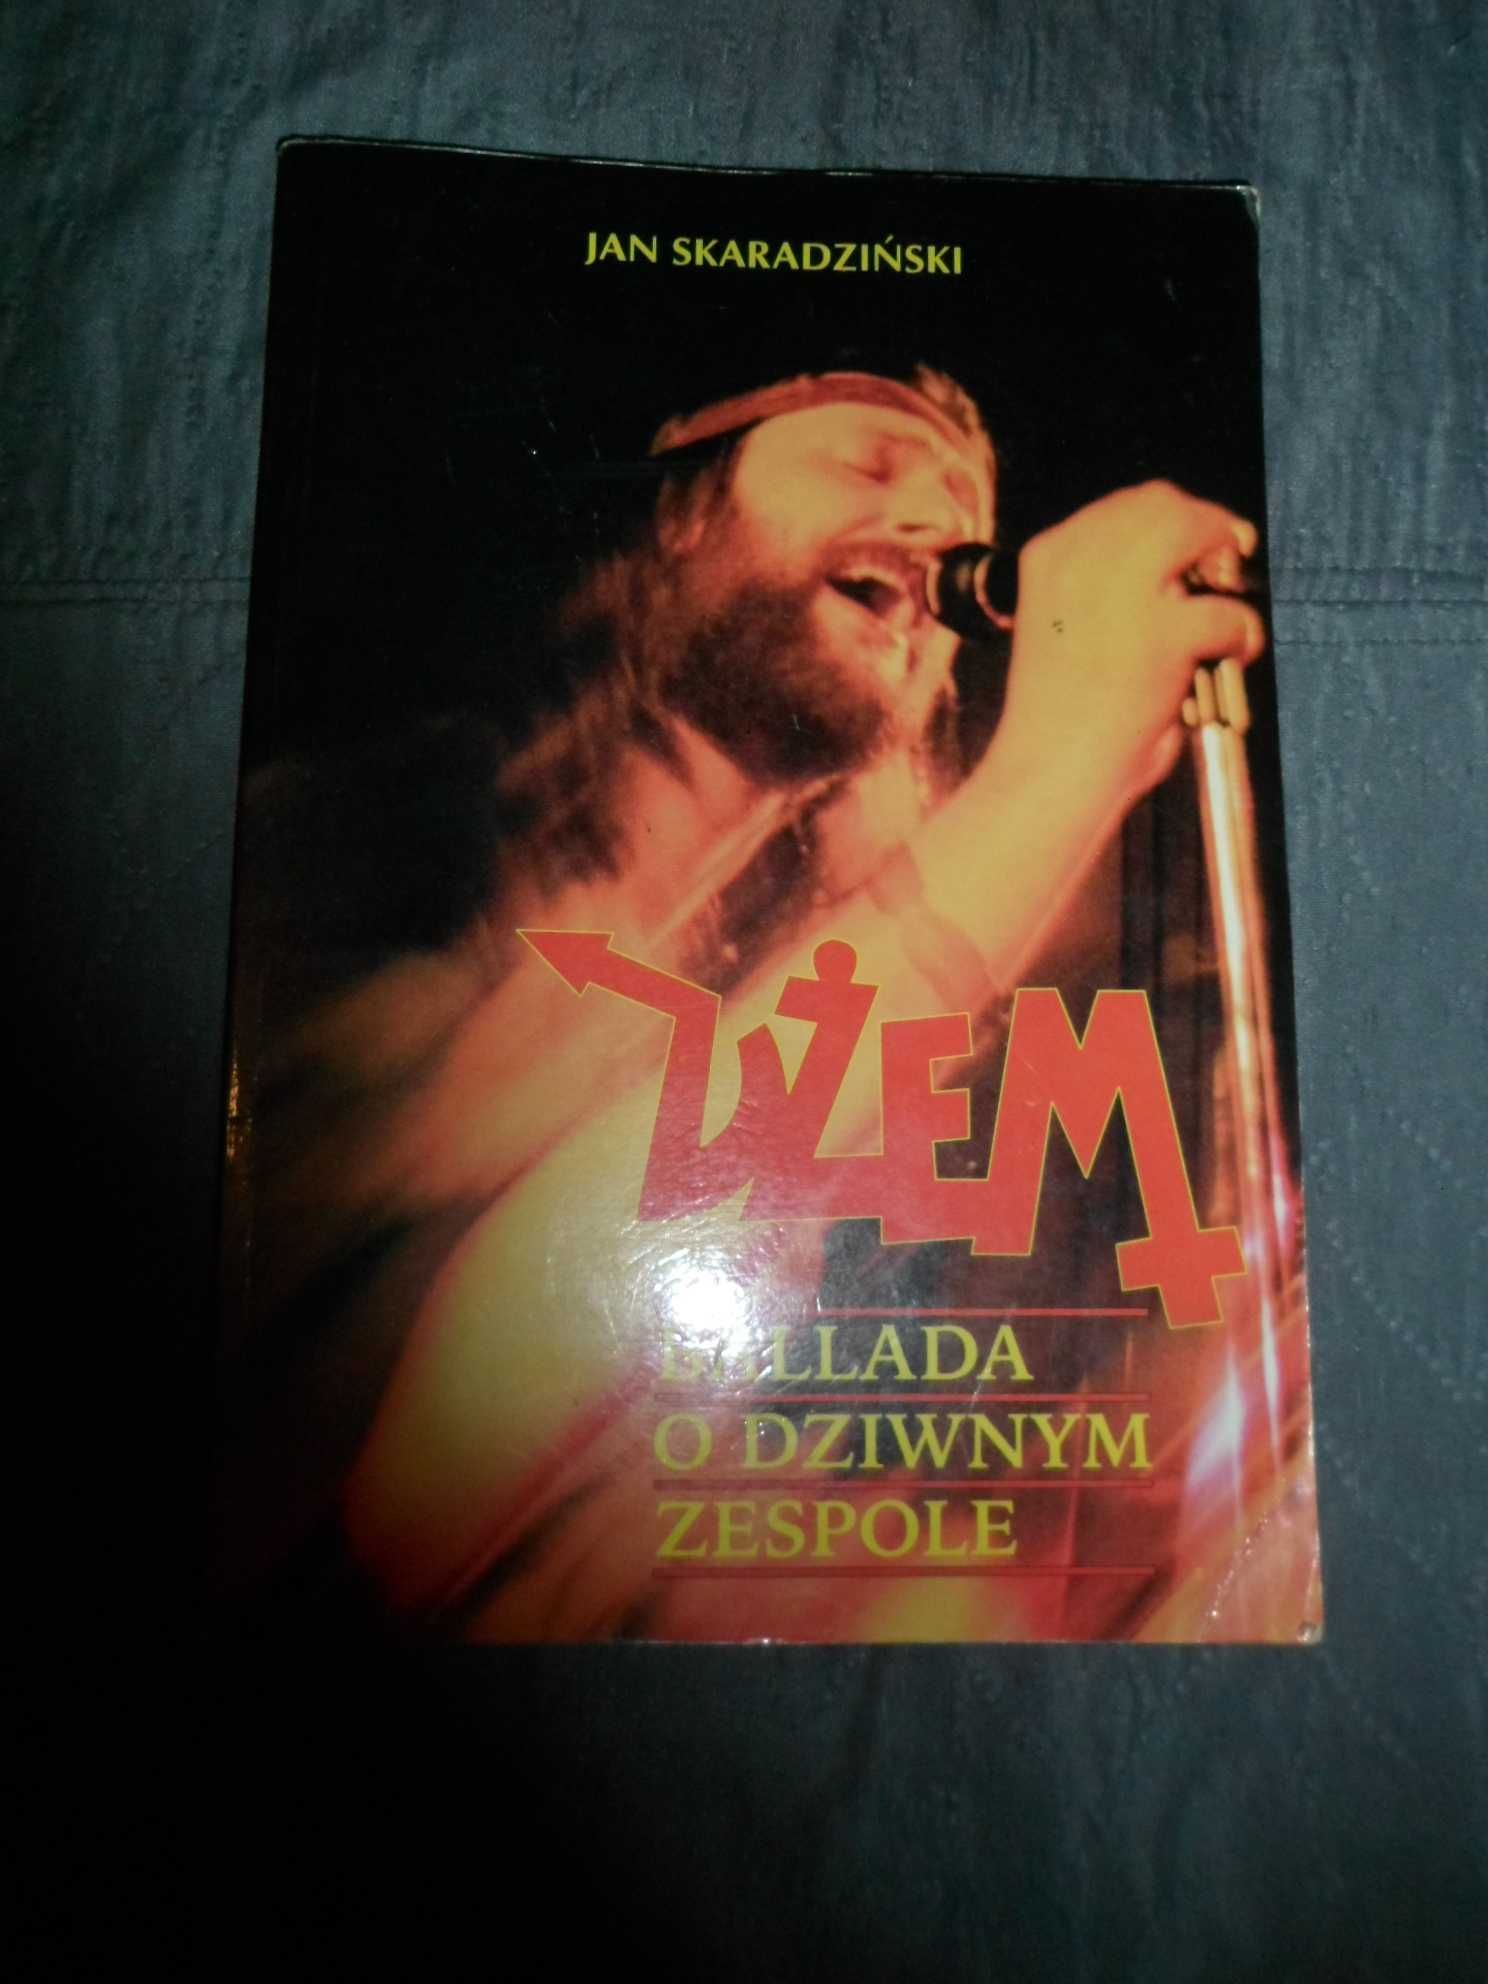 JAN SKARADZIŃSKI
DŻEM
BALLADA
O DZIWNYM
ZESPOLE